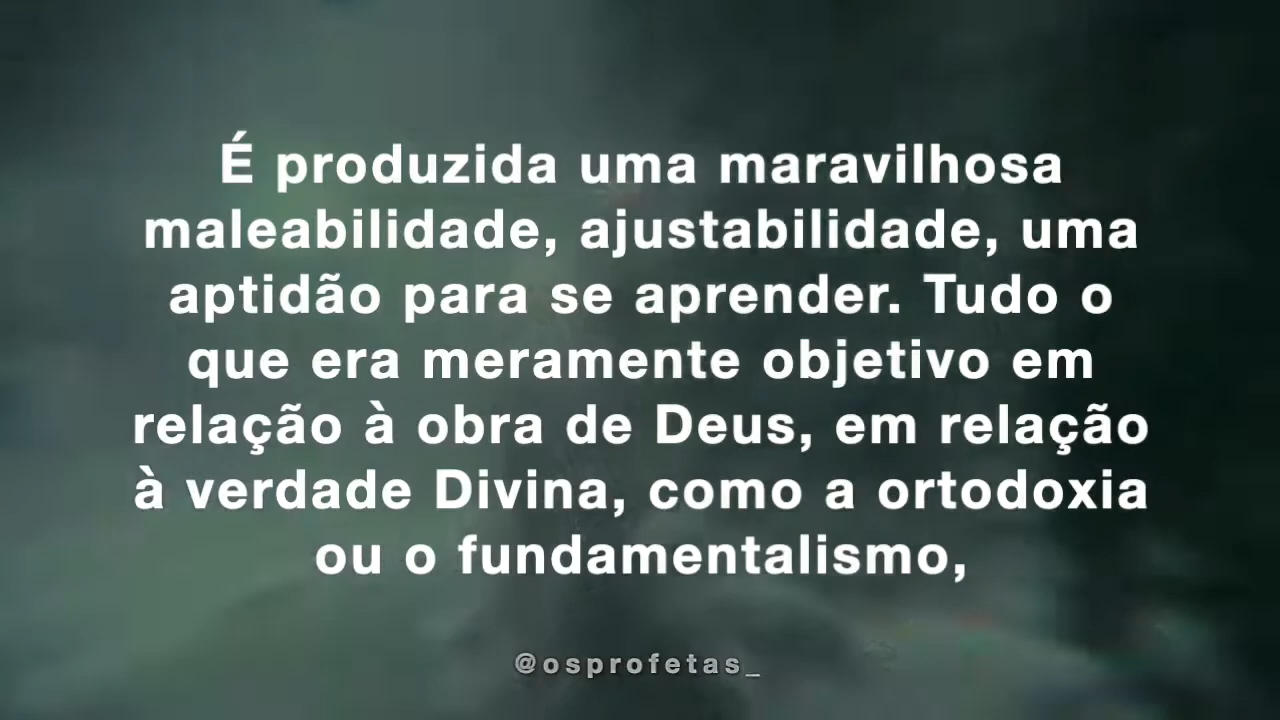 É produzida uma maravilhosa
maleabilidade, ajustabilidade, uma
aptidão para se aprender. Tudo o
que era meramente objetivo em
relação à obra de Deus, em relação
à verdade Divina, como a ortodoxia
ou o fundamentalismo,
@osprofetas_